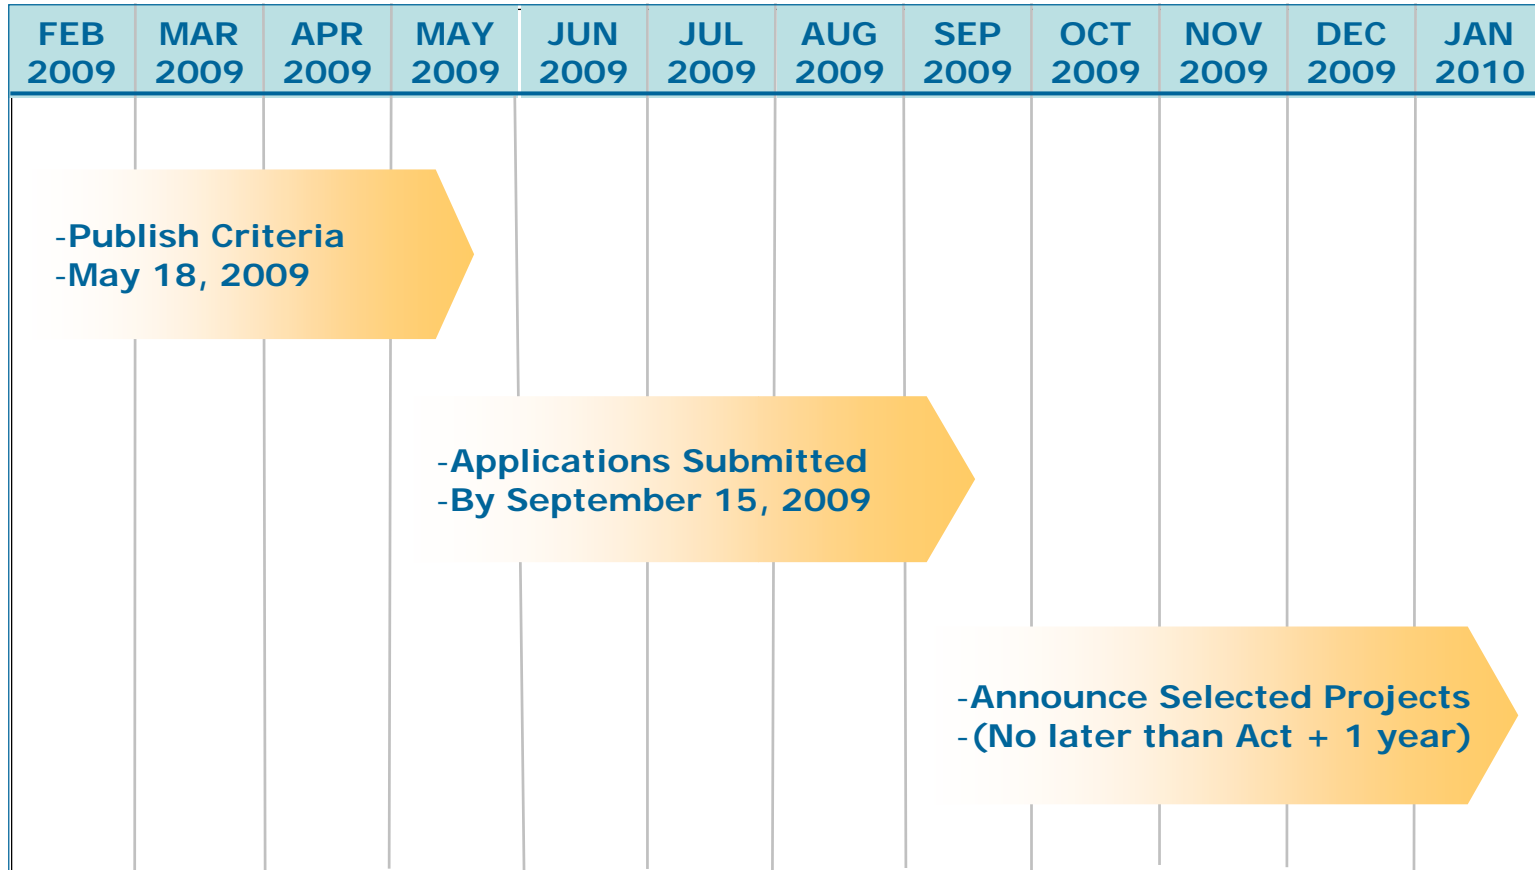 FEB MAR APR MAY JUN JUL AUG SEP OCT NOV DEC JAN
2009 2009 2009 2009 2009 2009 2009 2009 2009 2009 2009 2010
-Publish Criteria
-May 18, 2009
-Applications Submitted
-By September 15, 2009
-Announce Selected Projects
-(No later than Act + 1 year)